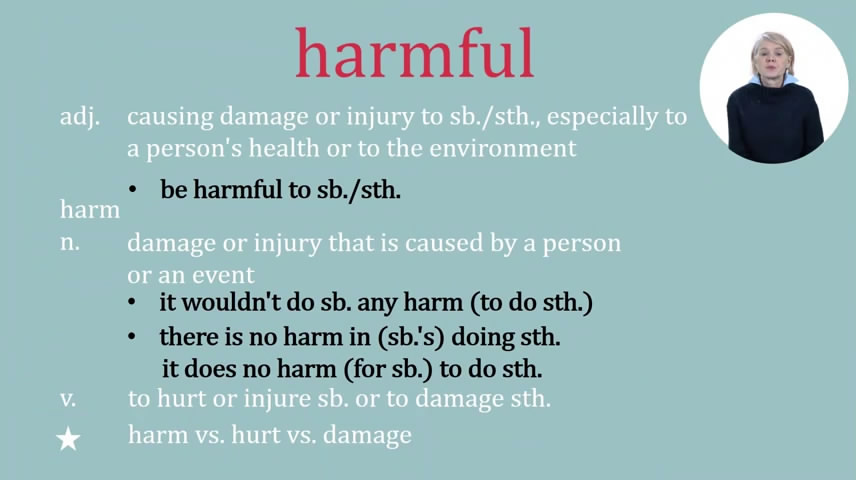 harmful
adj. causing damage or injury to sb./sth., especially to
a person's health or to the environment
• be harmful to sb./sth.
harm
n. damage or injury that is caused by a person
or an event
• it wouldn't do sb. any harm (to do sth.)
• there is no harm in (sb.'s) doing sth.
it does no harm (for sb.) to do sth.
v. to hurt or injure sb. or to damage sth.
★ harm vs. hurt vs. damage